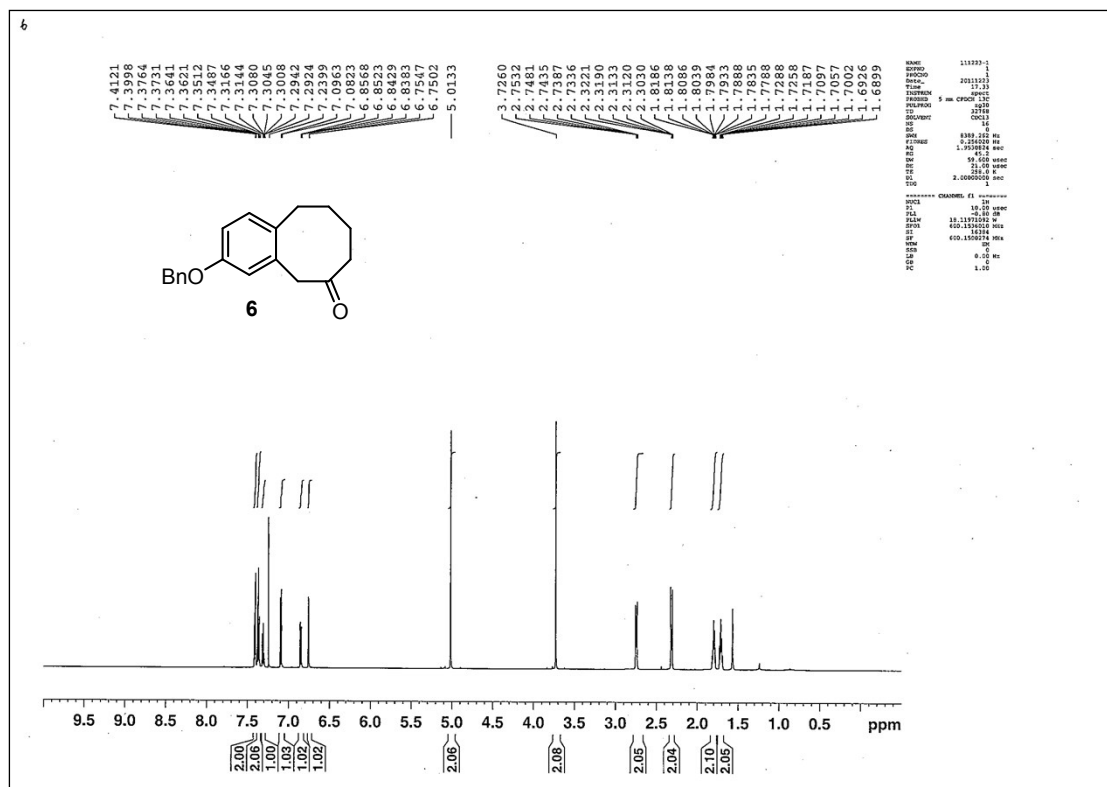 6
7.4121
7.3998
7.3764
7.3731
7.3641
7.3621
7.3512
7.3487
7.3166
7.3144
7.3080
7.3045
7.3008
7.2942
7.2924
7.2399
7.0963
7.0823
6.8568
6.8523
6.8429
6.8383
6.7547
6.7502
5.0133
3.7260
2.7532
2.7481
2.7435
2.7387
2.7336
2.3221
2.3190
2.3133
2.3120
2.3030
1.8186
1.8138
1.8086
1.8039
1.7984
1.7933
1.7888
1.7835
1.7788
1.7288
1.7258
1.7187
1.7097
1.7057
1.7002
1.6926
1.6899
NAME 111223-1
EXPNO 1
PROCNO 1
Date_ 20111223
Time 17.33
INSTRUM spect
PROBHD 5 mm CPDCH 13C
PULPROG zg30
TD 32768
SOLVENT CDCl3
NS 16
DS 0
SWH 8389.262 Hz
FIDRES 0.256020 Hz
AQ 1.9530824 sec
RG 45.2
DW 59.600 usec
DE 21.00 usec
TE 298.0 K
D1 2.00000000 sec
TD0 1
======== CHANNEL f1 ========
NUC1 1H
P1 10.00 usec
PL1 -0.80 dB
PL1W 18.11971092 W
SFO1 600.1536010 MHz
SI 16384
SF 600.1500274 MHz
WDW EM
SSB 0
LB 0.00 Hz
GB 0
PC 1.00
BnO
O
6
9.5 9.0 8.5 8.0 7.5 7.0 6.5 6.0 5.5 5.0 4.5 4.0 3.5 3.0 2.5 2.0 1.5 1.0 0.5 ppm
2.00
2.06
1.00
1.03
1.02
1.02
2.06
2.08
2.05
2.04
2.10
2.05